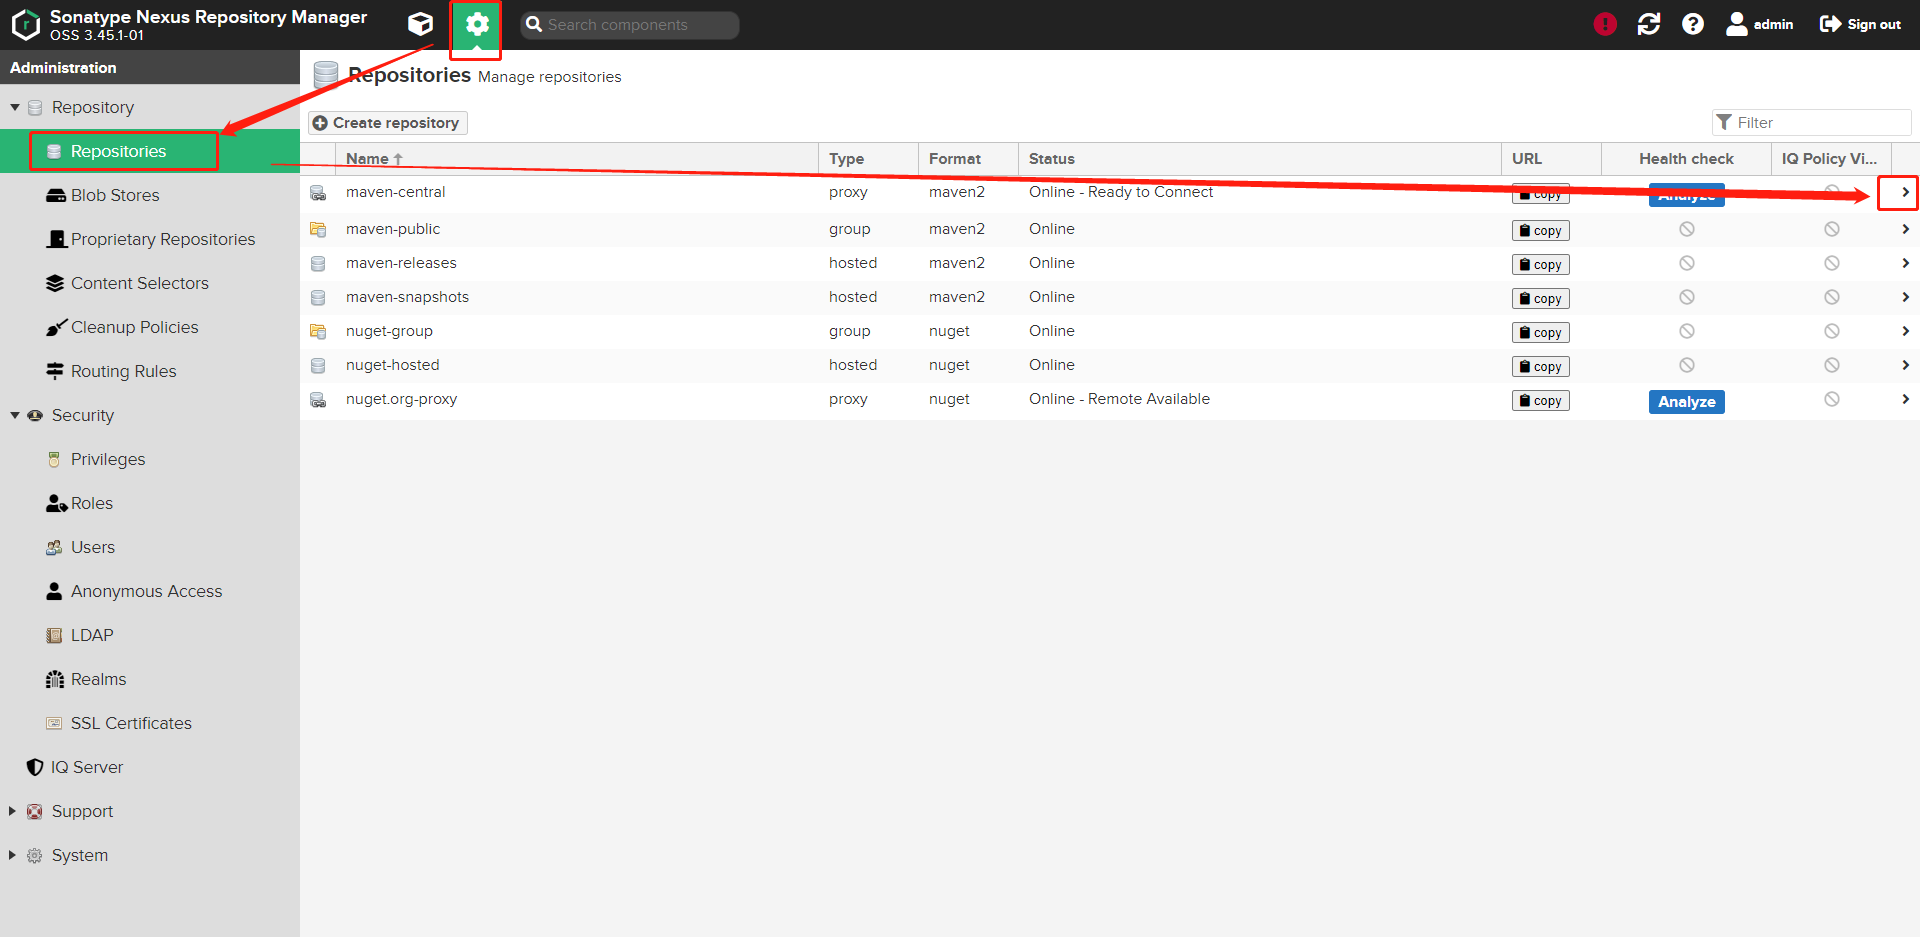 Sonatype Nexus Repository Manager
OSS 3.45.1-01
Search components
admin
Sign out
Administration
Repository
Repositories
Blob Stores
Proprietary Repositories
Content Selectors
Cleanup Policies
Routing Rules
Security
Privileges
Roles
Users
Anonymous Access
LDAP
Realms
SSL Certificates
IQ Server
Support
System
Repositories Manage repositories
Create repository
Filter
Name Type Format Status URL Health check IQ Policy Vi...
maven-central proxy maven2 Online - Ready to Connect copy Analyze
maven-public group maven2 Online copy
maven-releases hosted maven2 Online copy
maven-snapshots hosted maven2 Online copy
nuget-group group nuget Online copy
nuget-hosted hosted nuget Online copy
nuget.org-proxy proxy nuget Online - Remote Available copy Analyze